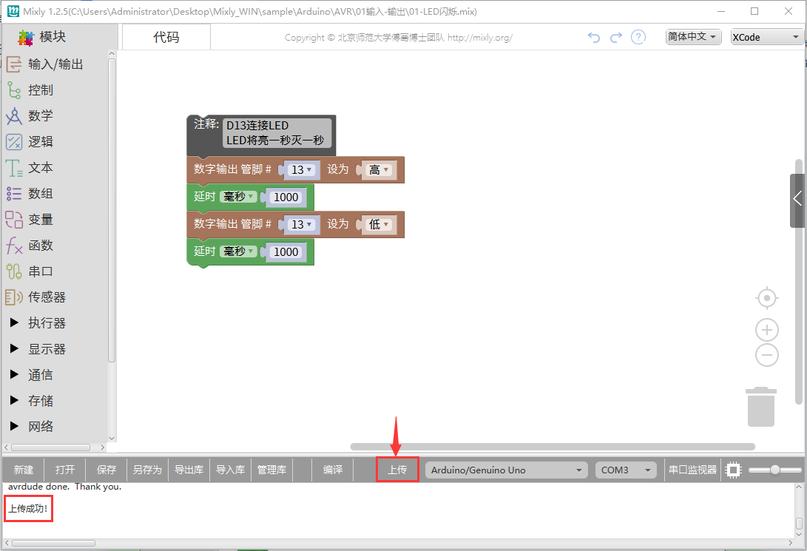 Mixly 1.2.5(C:\Users\Administrator\Desktop\Mixly_WIN\sample\Arduino\AVR\01输入-输出\01-LED闪烁.mix)
模块
代码
Copyright © 北京师范大学傅骞博士团队 http://mixly.org/
简体中文
XCode
输入/输出
控制
数学
逻辑
文本
数组
变量
函数
串口
传感器
执行器
显示器
通信
存储
网络
注释: D13连接LED
LED将亮一秒灭一秒
数字输出 管脚 # 13 设为 高
延时 毫秒 1000
数字输出 管脚 # 13 设为 低
延时 毫秒 1000
新建 打开 保存 另存为 导出库 导入库 管理库 编译 上传 Arduino/Genuino Uno COM3 串口监视器
avrdude done. Thank you.
上传成功!